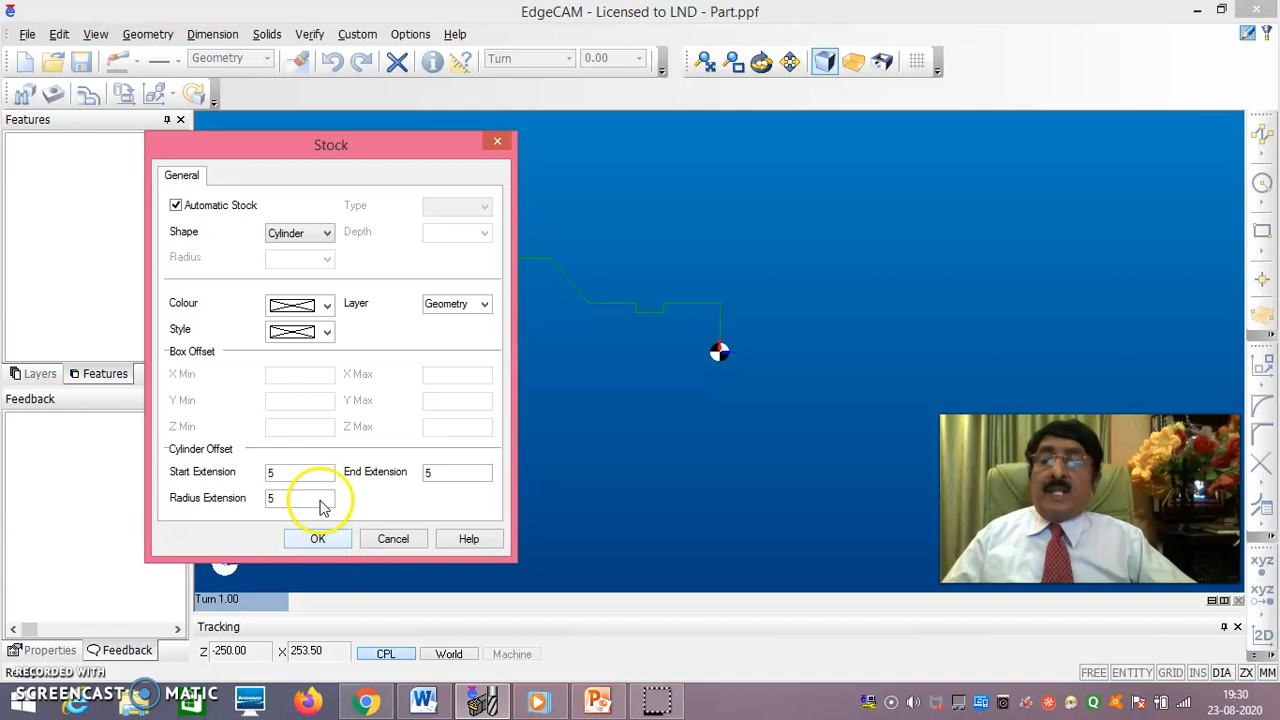 EdgeCAM - Licensed to LND - Part.ppf
File Edit View Geometry Dimension Solids Verify Custom Options Help
Geometry Turn 0.00
Features
Stock
General
Automatic Stock Type
Shape Cylinder Depth
Radius
Colour Layer Geometry
Style
Box Offset
X Min X Max
Y Min Y Max
Z Min Z Max
Cylinder Offset
Start Extension 5 End Extension 5
Radius Extension 5
OK Cancel Help
Layers Features
Feedback
Turn 1.00
Tracking
Properties Feedback
Z -250.00 X 253.50 CPL World Machine
FREE ENTITY GRID INS DIA ZX MM
xyz
xyz
2D
RECORDED WITH
SCREENCAST MATIC
19:30
23-08-2020